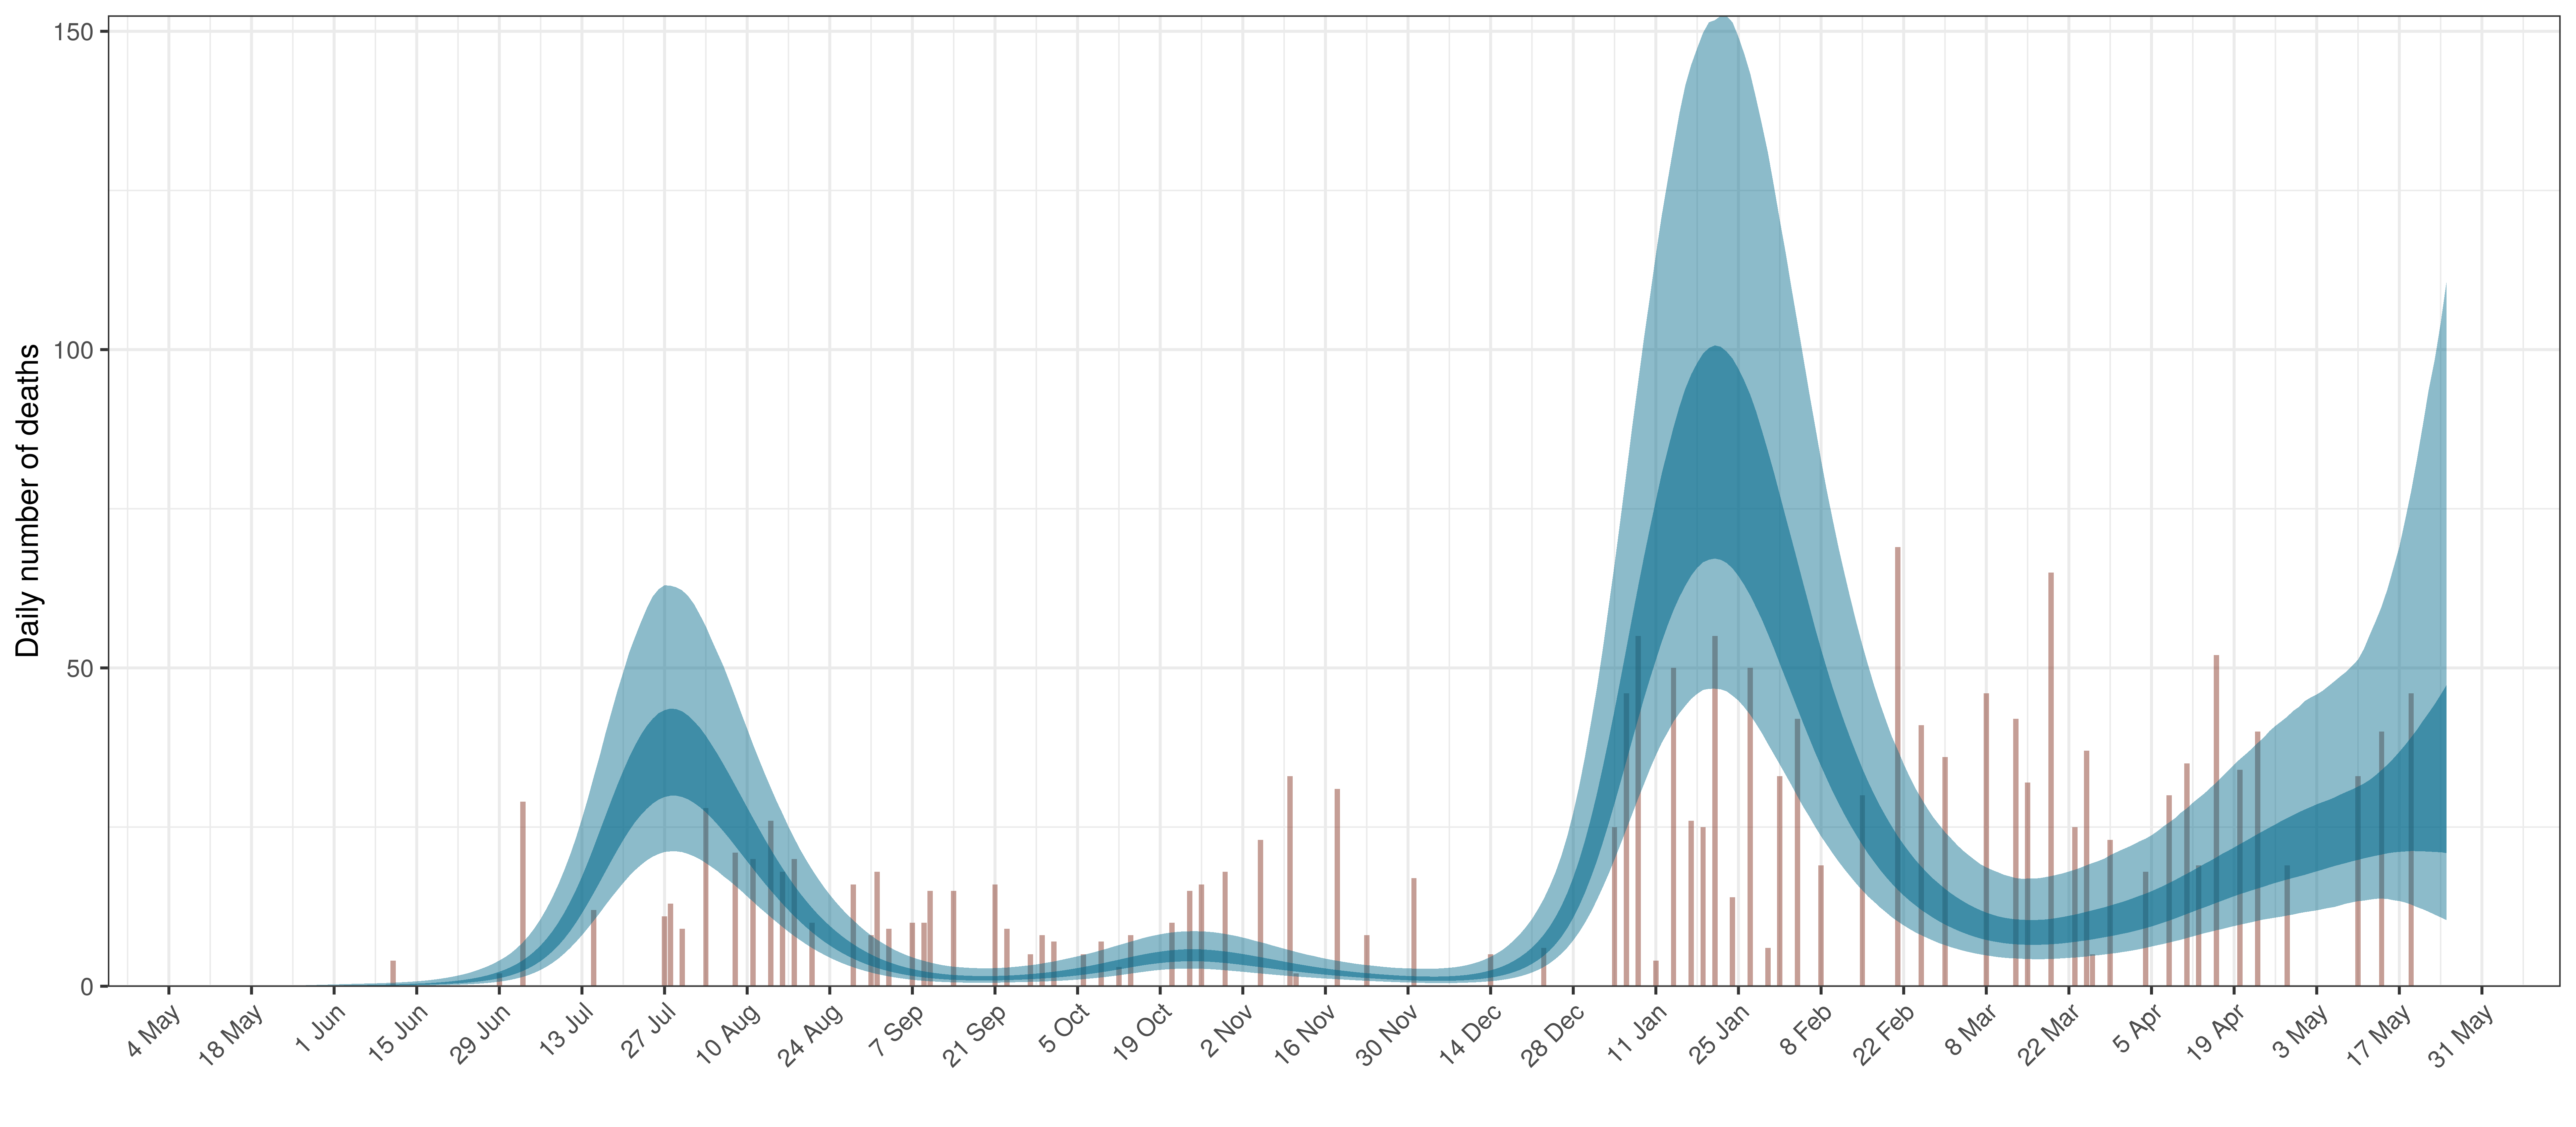 Daily number of deaths
150
100
50
0
4 May
18 May
1 Jun
15 Jun
29 Jun
13 Jul
27 Jul
10 Aug
24 Aug
7 Sep
21 Sep
5 Oct
19 Oct
2 Nov
16 Nov
30 Nov
14 Dec
28 Dec
11 Jan
25 Jan
8 Feb
22 Feb
8 Mar
22 Mar
5 Apr
19 Apr
3 May
17 May
31 May